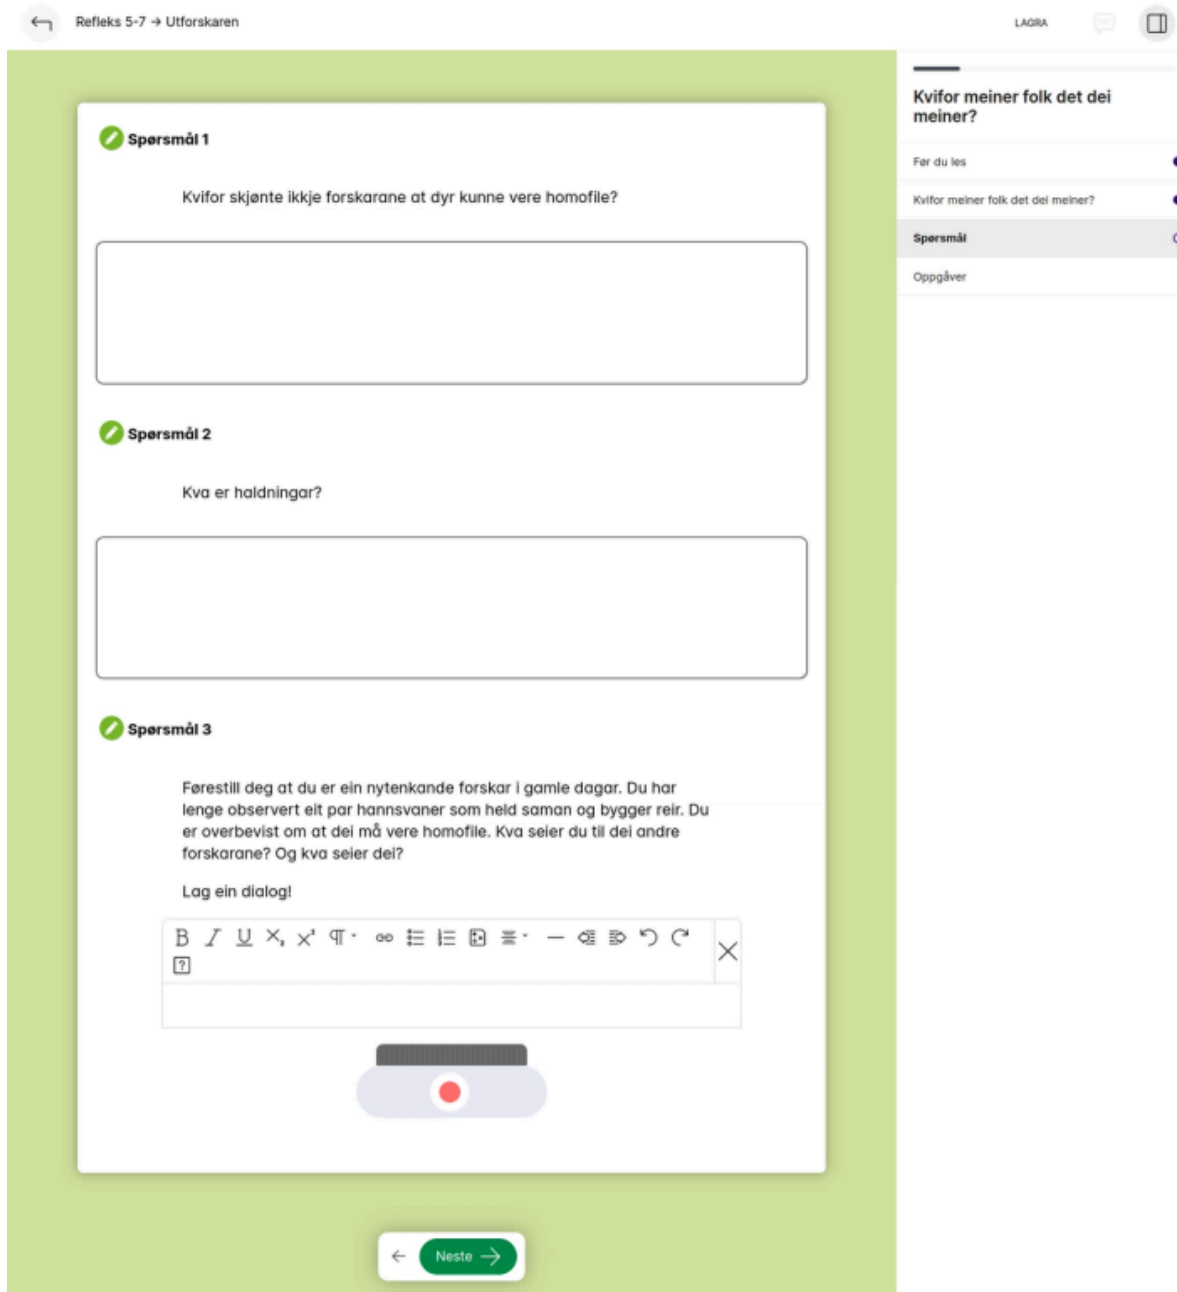 Refleks 5-7 → Utforskaren
LAGRA
Spørsmål 1
Kvifor skjønte ikkje forskarane at dyr kunne vere homofile?
Spørsmål 2
Kva er haldningar?
Spørsmål 3
Førestill deg at du er ein nytenkande forskar i gamle dagar. Du har
lenge observert eit par hannsvaner som held saman og bygger reir. Du
er overbevist om at dei må vere homofile. Kva seier du til dei andre
forskarane? Og kva seier dei?
Lag ein dialog!
Neste →
Kvifor meiner folk det dei
meiner?
Før du les
Kvifor meiner folk det dei meiner?
Spørsmål
Oppgåver